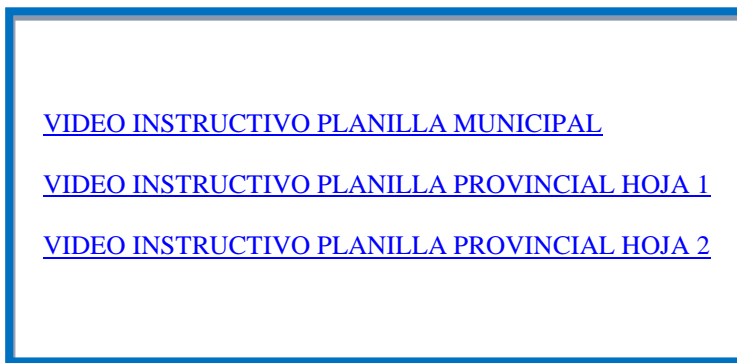 VIDEO INSTRUCTIVO PLANILLA MUNICIPAL
VIDEO INSTRUCTIVO PLANILLA PROVINCIAL HOJA 1
VIDEO INSTRUCTIVO PLANILLA PROVINCIAL HOJA 2